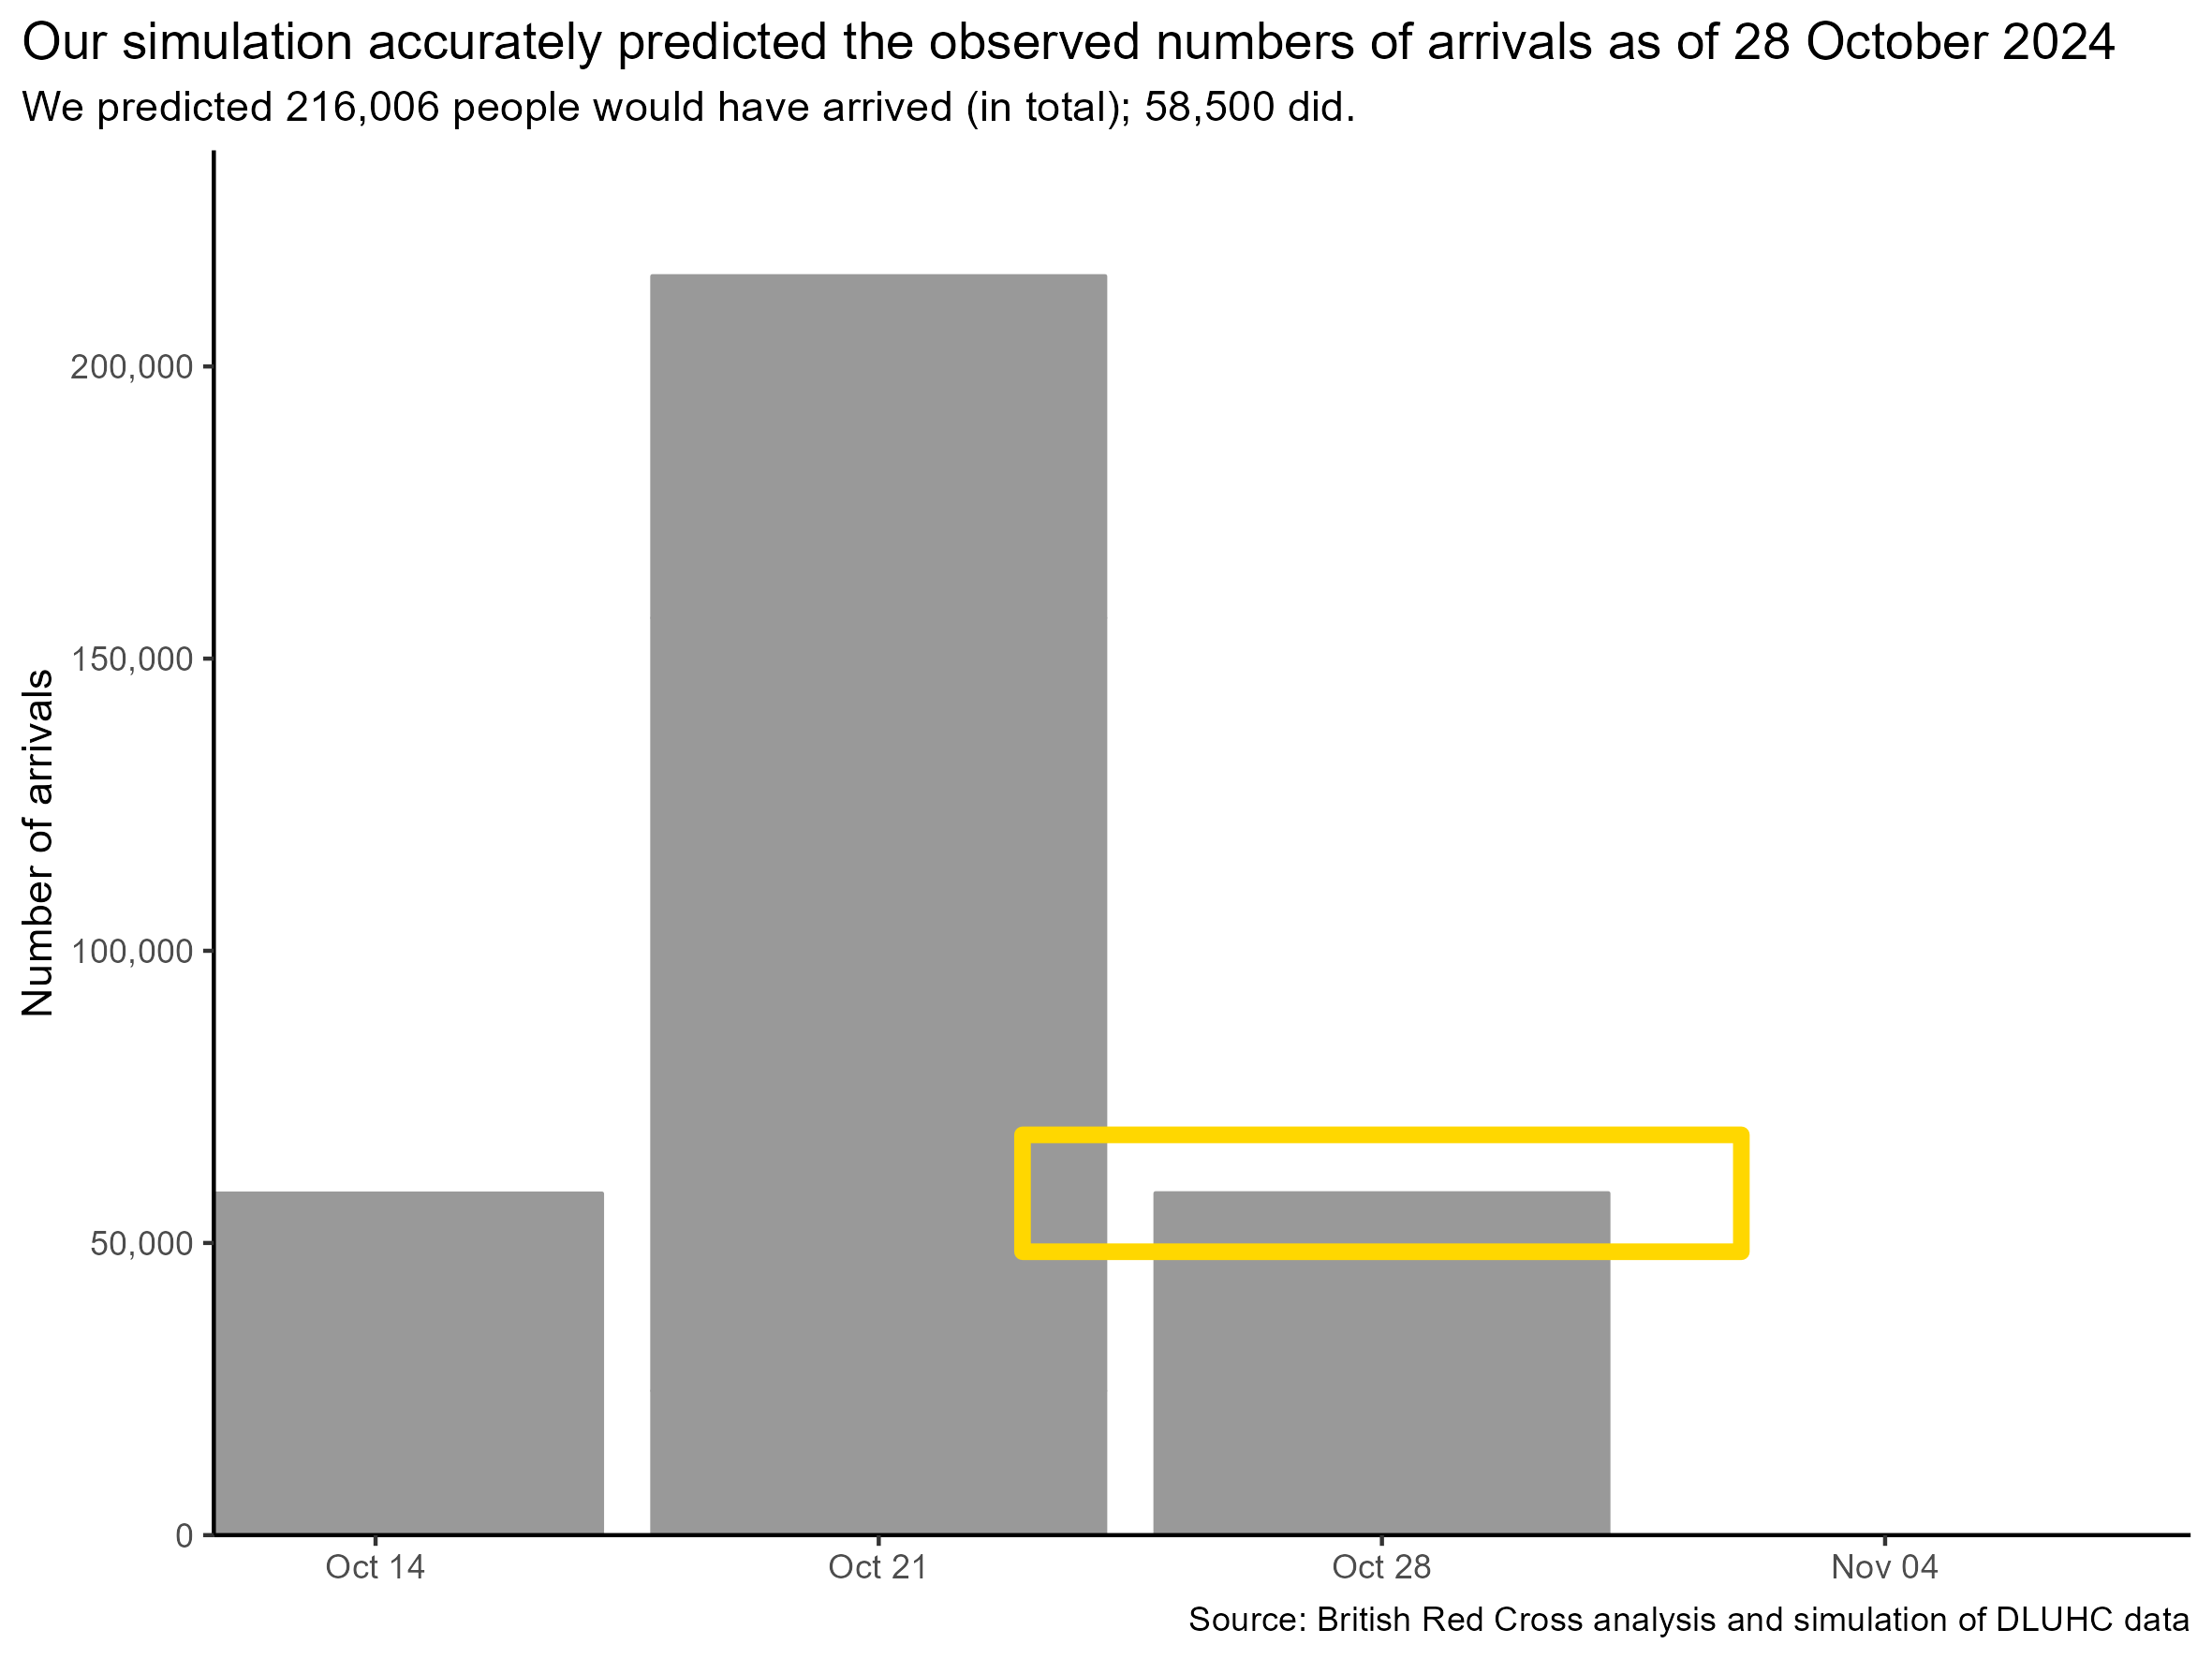 Our simulation accurately predicted the observed numbers of arrivals as of 28 October 2024
We predicted 216,006 people would have arrived (in total); 58,500 did.
Number of arrivals
200,000
150,000
100,000
50,000
0
Oct 14
Oct 21
Oct 28
Nov 04
Source: British Red Cross analysis and simulation of DLUHC data